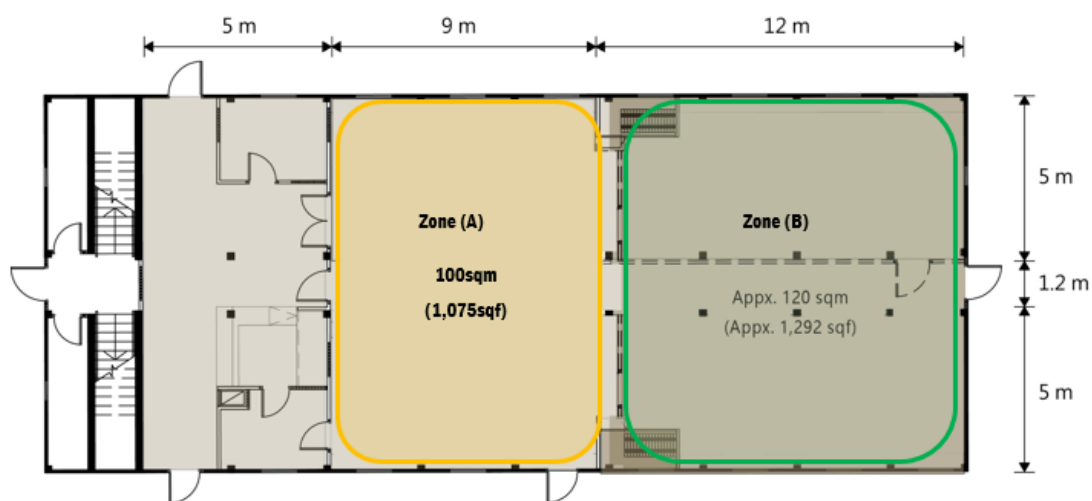 5 m
9 m
12 m
Zone (A)
100sqm
(1,075sqf)
Zone (B)
Appx. 120 sqm
(Appx. 1,292 sqf)
5 m
1.2 m
5 m